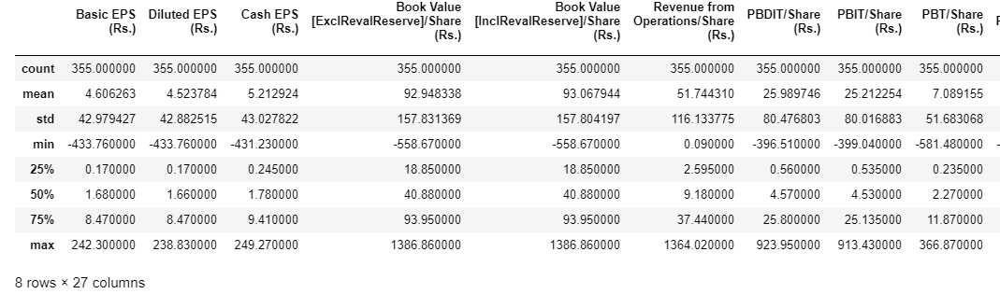 Basic EPS (Rs.) Diluted EPS (Rs.) Cash EPS (Rs.) Book Value [ExclRevalReserve]/Share (Rs.) Book Value [InclRevalReserve]/Share (Rs.) Revenue from Operations/Share (Rs.) PBDIT/Share (Rs.) PBIT/Share (Rs.) PBT/Share (Rs.)
count 355.000000 355.000000 355.000000 355.000000 355.000000 355.000000 355.000000 355.000000 355.000000
mean 4.606263 4.523784 5.212924 92.948338 93.067944 51.744310 25.989746 25.212254 7.089155
std 42.979427 42.882515 43.027822 157.831369 157.804197 116.133775 80.476803 80.016883 51.683068
min -433.760000 -433.760000 -431.230000 -558.670000 -558.670000 0.090000 -396.510000 -399.040000 -581.480000 -
25% 0.170000 0.170000 0.245000 18.850000 18.850000 2.595000 0.560000 0.535000 0.235000
50% 1.680000 1.660000 1.780000 40.880000 40.880000 9.180000 4.570000 4.530000 2.270000
75% 8.470000 8.470000 9.410000 93.950000 93.950000 37.440000 25.800000 25.135000 11.870000
max 242.300000 238.830000 249.270000 1386.860000 1386.860000 1364.020000 923.950000 913.430000 366.870000
8 rows × 27 columns